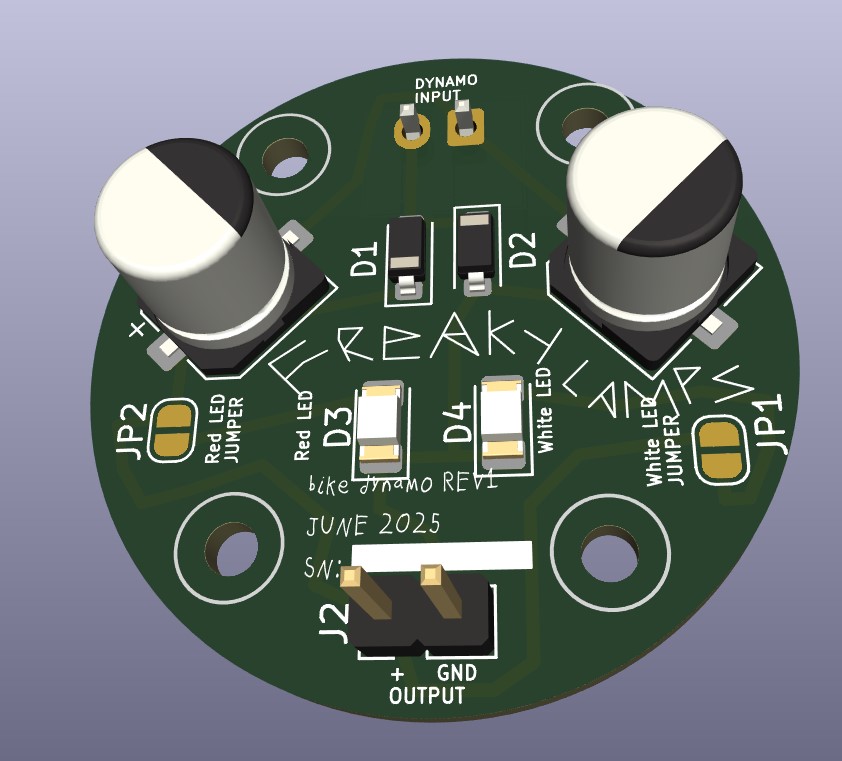 DYNAMO
INPUT
D1
D2
+
FREAKY LAMPS
JP2
Red LED
JUMPER
Red LED
D3
D4
White LED
White LED
JUMPER
JP1
bike dynamo REV1
JUNE 2025
SN:
J2
+ GND
OUTPUT